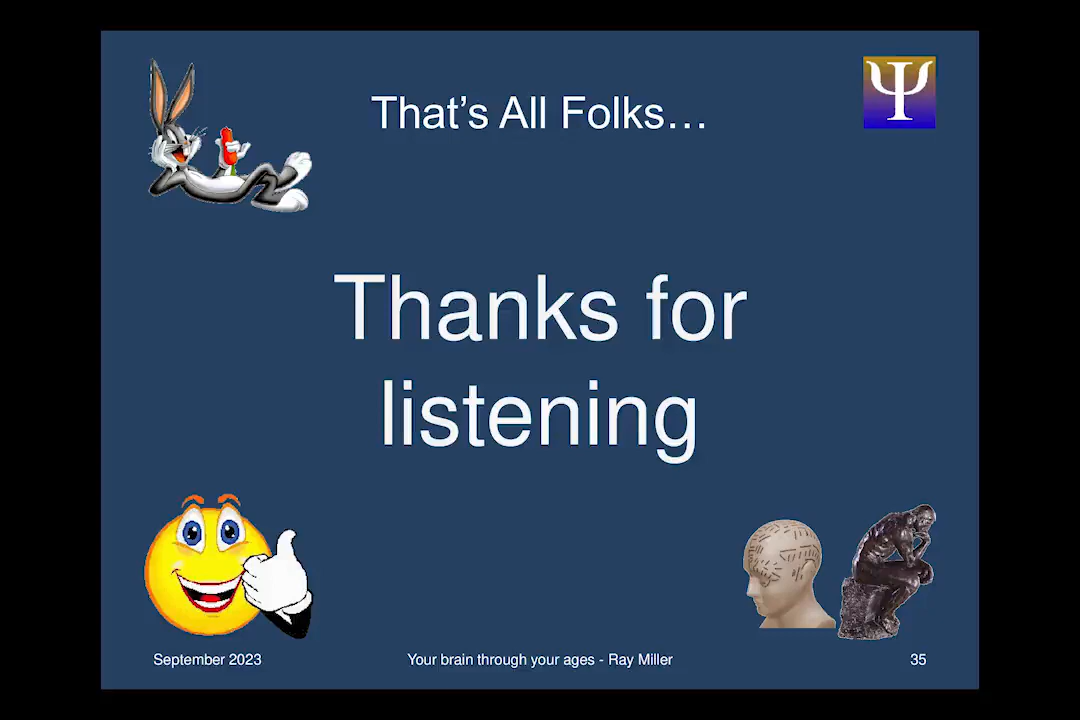 That’s All Folks…
Ψ
Thanks for
listening
September 2023
Your brain through your ages - Ray Miller
35